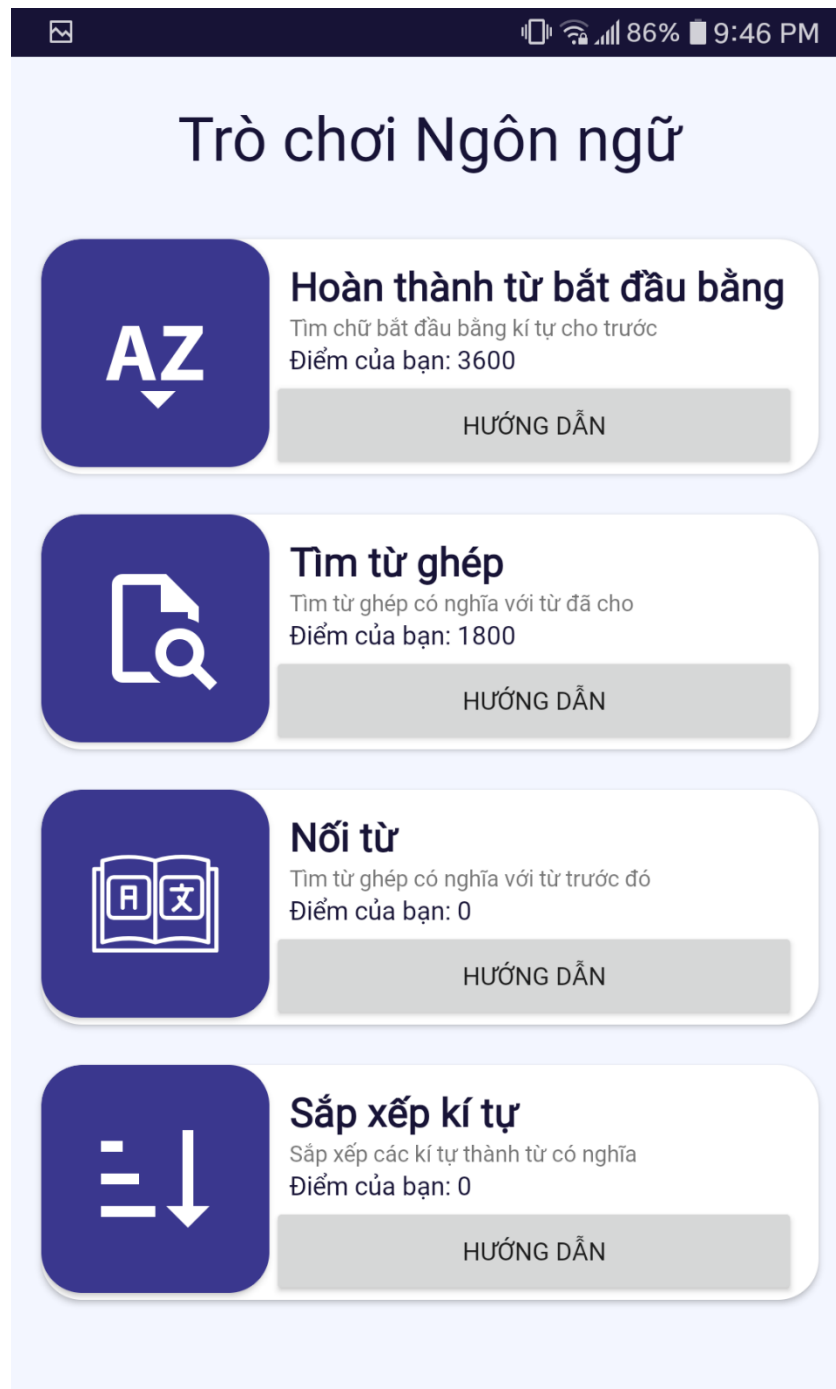 86% 9:46 PM
Trò chơi Ngôn ngữ
AZ
Hoàn thành từ bắt đầu bằng
Tìm chữ bắt đầu bằng kí tự cho trước
Điểm của bạn: 3600
HƯỚNG DẪN
Tìm từ ghép
Tìm từ ghép có nghĩa với từ đã cho
Điểm của bạn: 1800
HƯỚNG DẪN
A 文
Nối từ
Tìm từ ghép có nghĩa với từ trước đó
Điểm của bạn: 0
HƯỚNG DẪN
Sắp xếp kí tự
Sắp xếp các kí tự thành từ có nghĩa
Điểm của bạn: 0
HƯỚNG DẪN